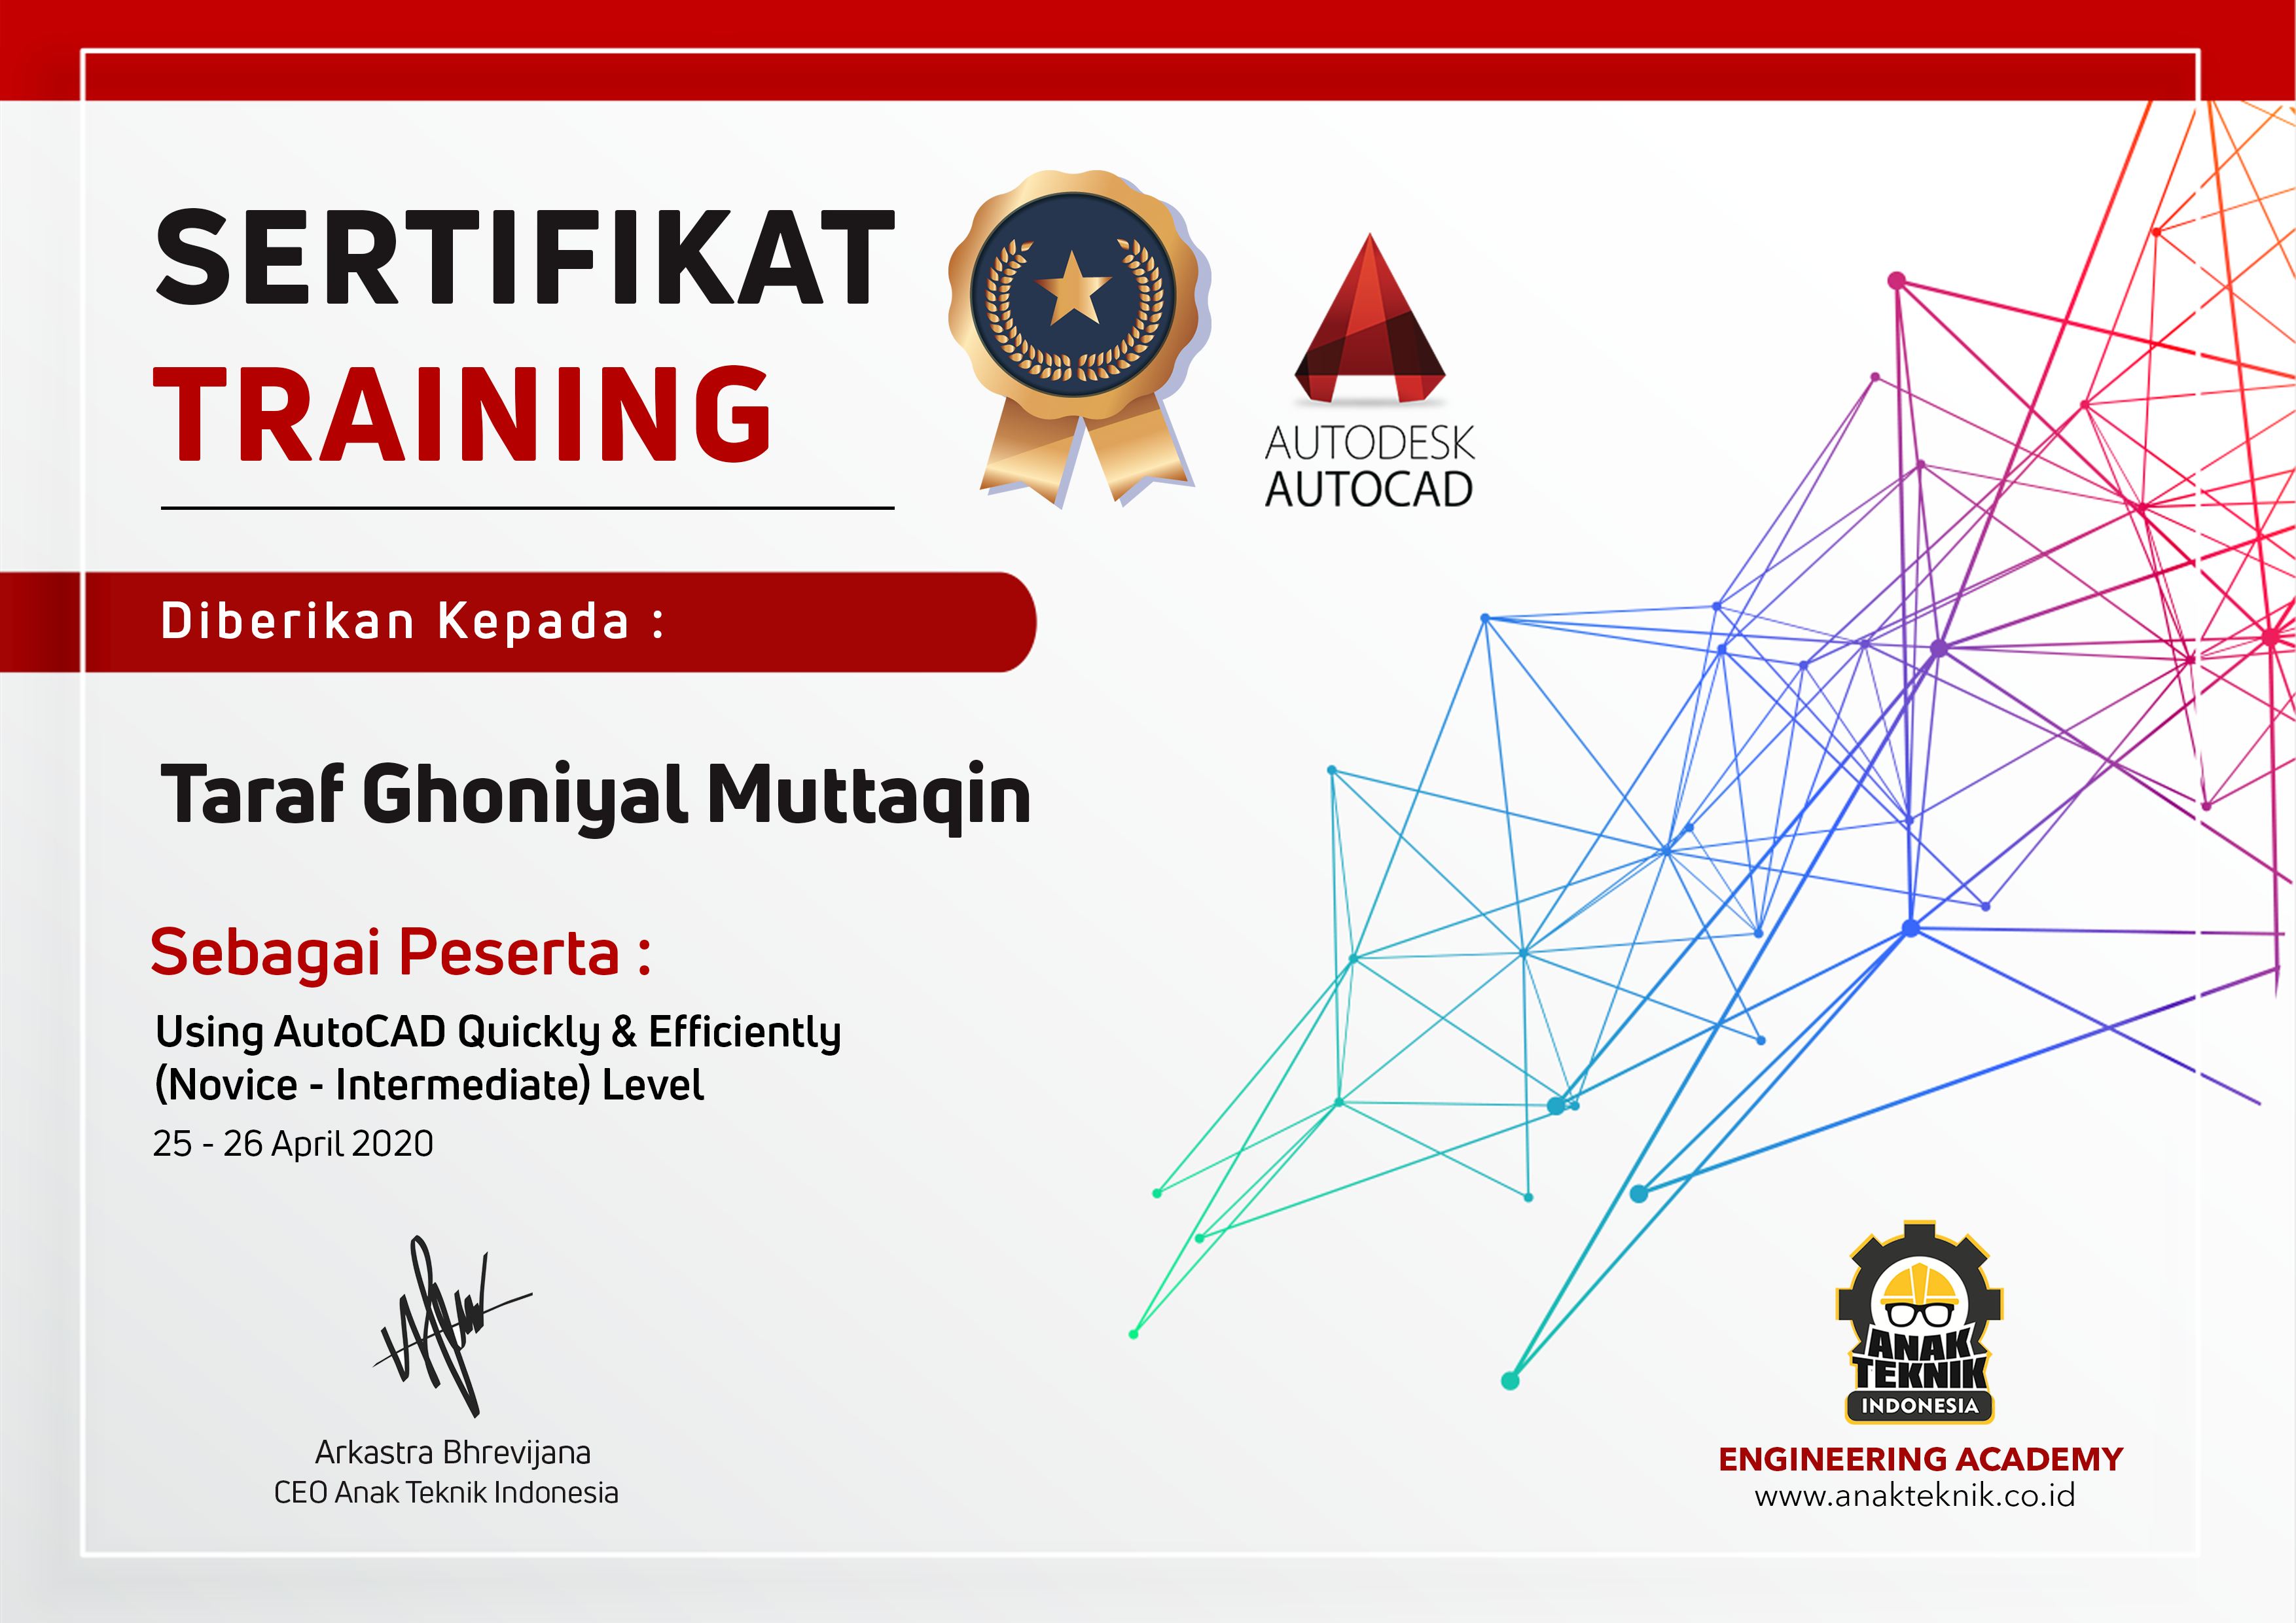 SERTIFIKAT
TRAINING
AUTODESK
AUTOCAD
Diberikan Kepada :
Taraf Ghoniyal Muttaqin
Sebagai Peserta :
Using AutoCAD Quickly & Efficiently
(Novice - Intermediate) Level
25 - 26 April 2020
Arkastra Bhrevijana
CEO Anak Teknik Indonesia
ANAK
TEKNIK
INDONESIA
ENGINEERING ACADEMY
www.anakteknik.co.id